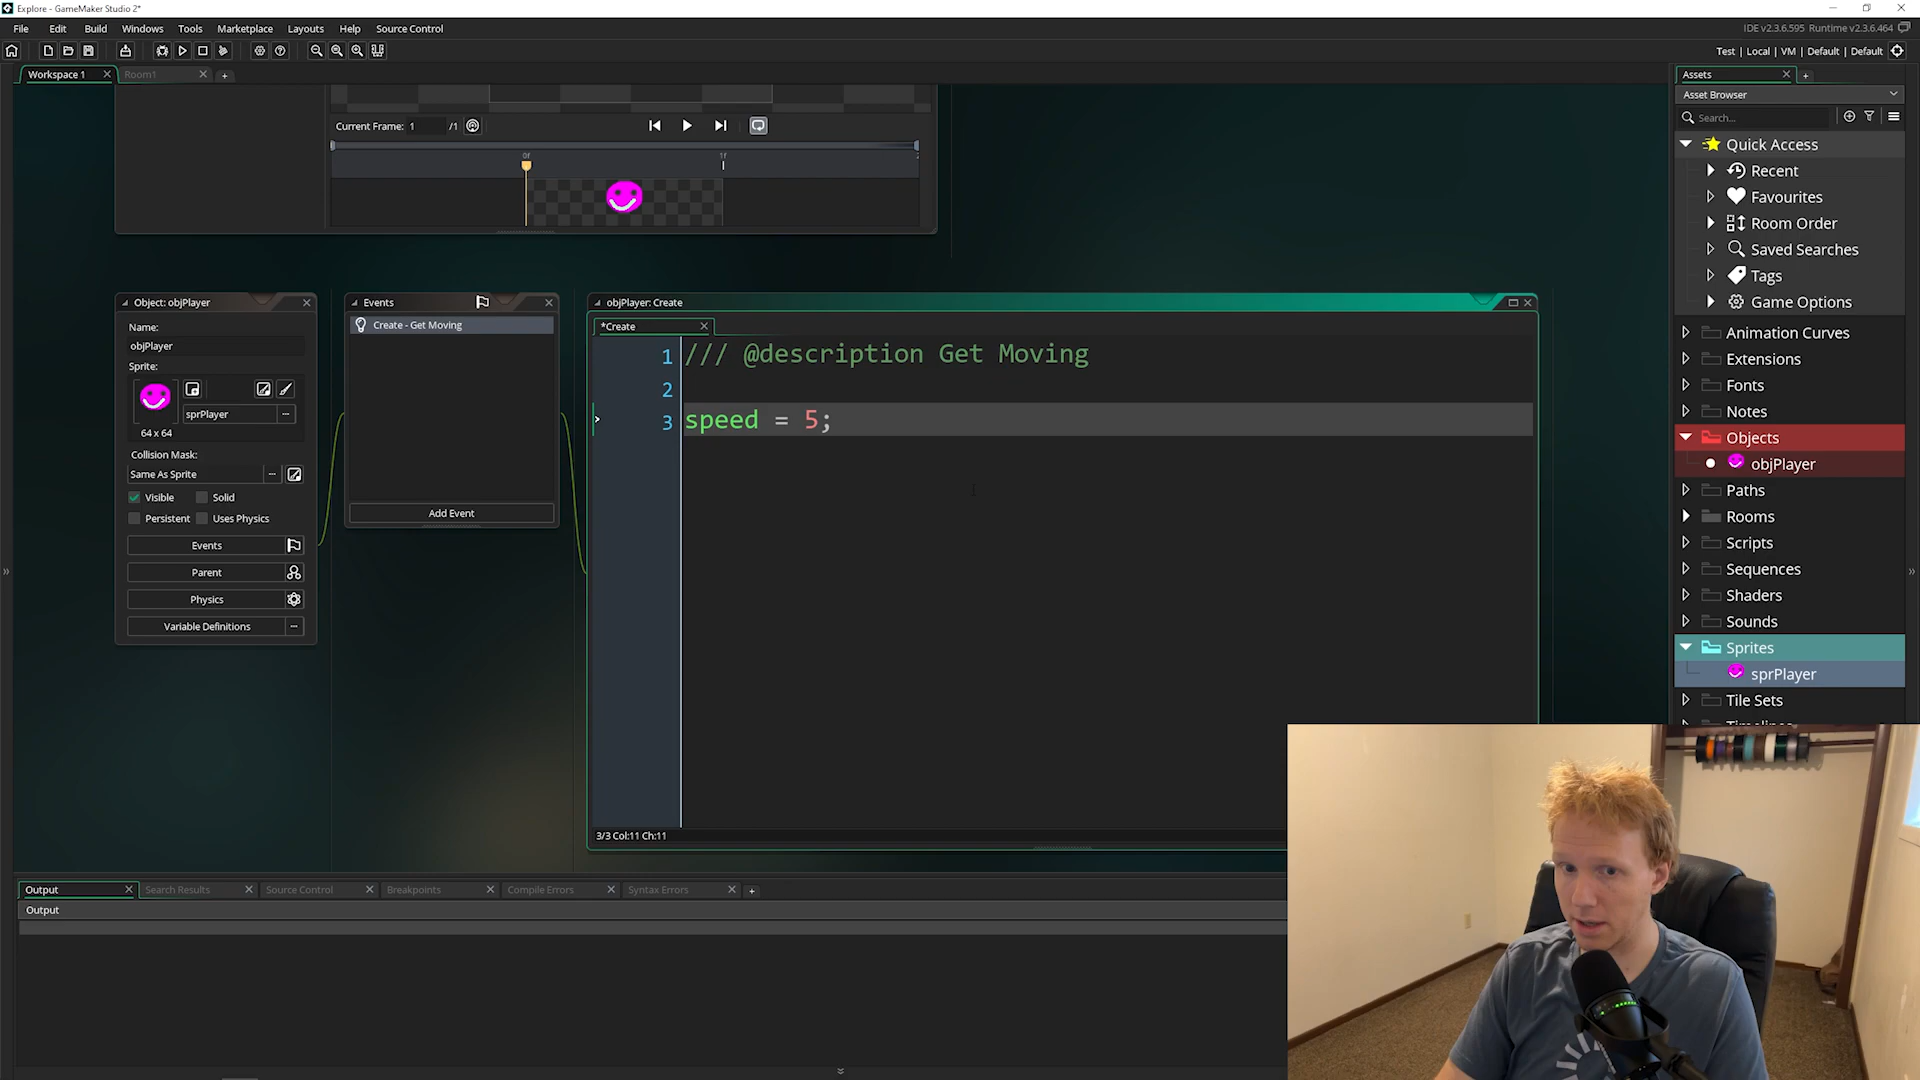 Explore - GameMaker Studio 2*
File Edit Build Windows Tools Marketplace Layouts Help Source Control
IDE v2.3.6.595 Runtime v2.3.6.464
Test | Local | VM | Default | Default
Workspace 1
Room1
Assets
Asset Browser
Search...
Quick Access
Recent
Favourites
Room Order
Saved Searches
Tags
Game Options
Animation Curves
Extensions
Fonts
Notes
Objects
objPlayer
Paths
Rooms
Scripts
Sequences
Shaders
Sounds
Sprites
sprPlayer
Tile Sets
Current Frame: 1 /1
0f
1f
Object: objPlayer
Name:
objPlayer
Sprite:
sprPlayer
64 x 64
Collision Mask:
Same As Sprite
Visible Solid
Persistent Uses Physics
Events
Parent
Physics
Variable Definitions
Events
Create - Get Moving
Add Event
objPlayer: Create
*Create
1 /// @description Get Moving
2
3 speed = 5;
3/3 Col:11 Ch:11
Output Search Results Source Control Breakpoints Compile Errors Syntax Errors
Output